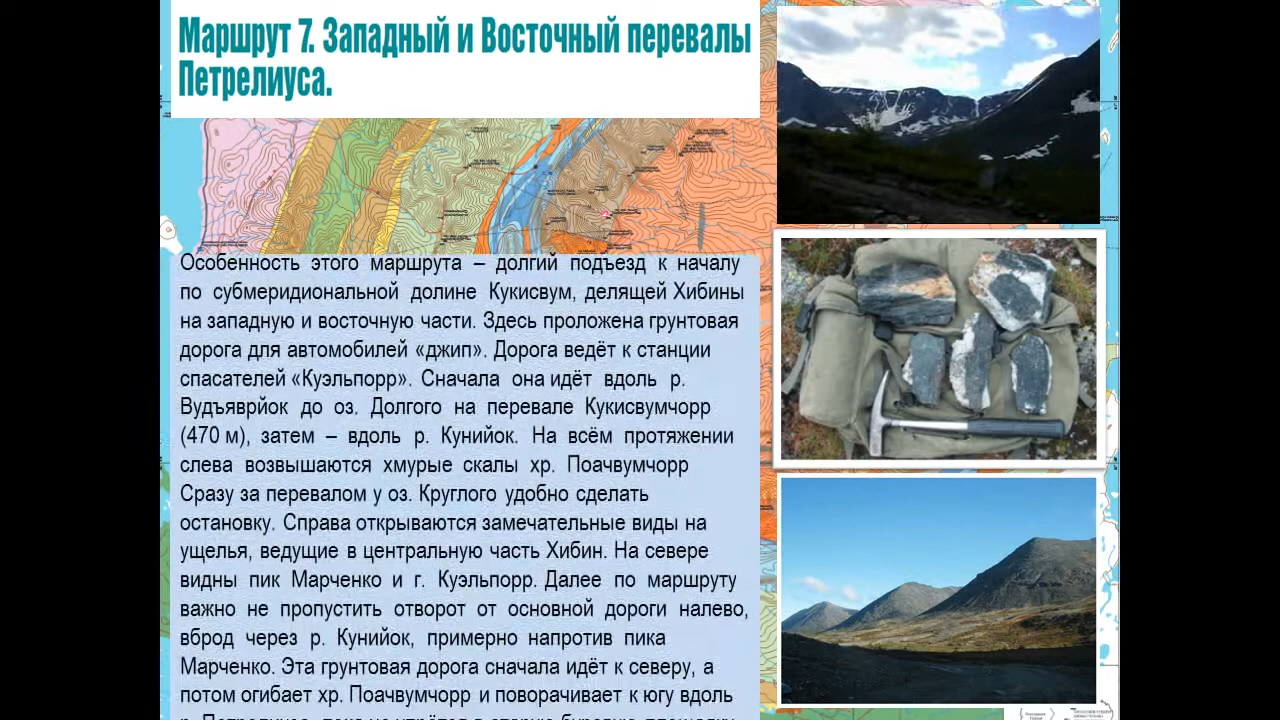 Маршрут 7. Западный и Восточный перевалы
Петрелиуса.
Особенность этого маршрута – долгий подъезд к началу
по субмеридиональной долине Кукисвум, делящей Хибины
на западную и восточную части. Здесь проложена грунтовая
дорога для автомобилей «джип». Дорога ведёт к станции
спасателей «Куэльпорр». Сначала она идёт вдоль р.
Вудъяврйок до оз. Долгого на перевале Кукисвумчорр
(470 м), затем – вдоль р. Кунийок. На всём протяжении
слева возвышаются хмурые скалы хр. Поачвумчорр
Сразу за перевалом у оз. Круглого удобно сделать
остановку. Справа открываются замечательные виды на
ущелья, ведущие в центральную часть Хибин. На севере
видны пик Марченко и г. Куэльпорр. Далее по маршруту
важно не пропустить отворот от основной дороги налево,
вброд через р. Кунийок, примерно напротив пика
Марченко. Эта грунтовая дорога сначала идёт к северу, а
потом огибает хр. Поачвумчорр и поворачивает к югу вдоль